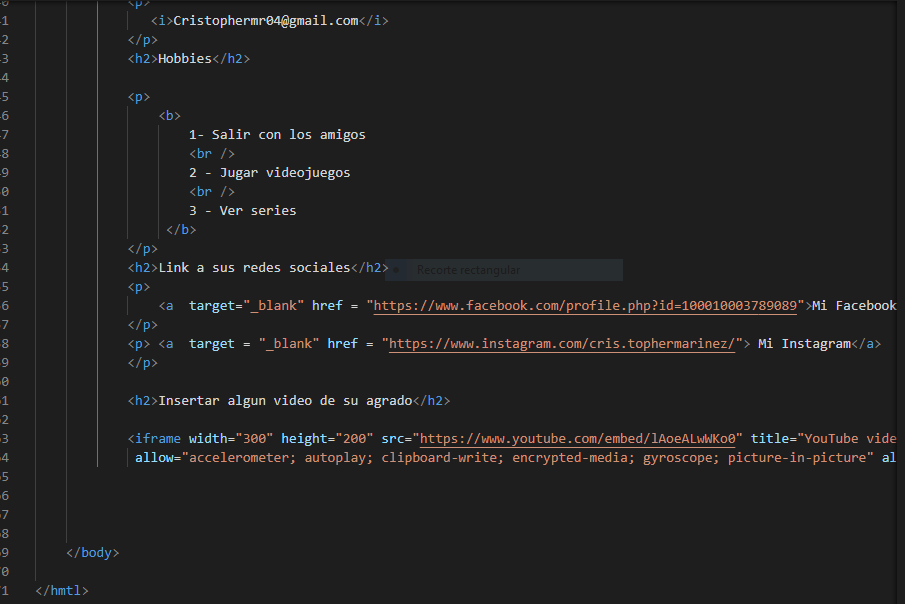 <p>
41 <i>Cristophermr04@gmail.com</i>
2 </p>
3 <h2>Hobbies</h2>
4
5 <p>
6 <b>
7 1- Salir con los amigos
8 <br />
9 2 - Jugar videojuegos
0 <br />
1 3 - Ver series
2 </b>
3 </p>
4 <h2>Link a sus redes sociales</h2> Recorte rectangular
5 <p>
6 <a target="_blank" href = "https://www.facebook.com/profile.php?id=100010003789089">Mi Facebook
7 </p>
8 <p> <a target = "_blank" href = "https://www.instagram.com/cris.tophermarinez/"> Mi Instagram</a>
9 </p>
0
1 <h2>Insertar algun video de su agrado</h2>
2
3 <iframe width="300" height="200" src="https://www.youtube.com/embed/lAoeALwWKo0" title="YouTube vide
4 allow="accelerometer; autoplay; clipboard-write; encrypted-media; gyroscope; picture-in-picture" al
5
6
7
8
9 </body>
0
1 </hmtl>